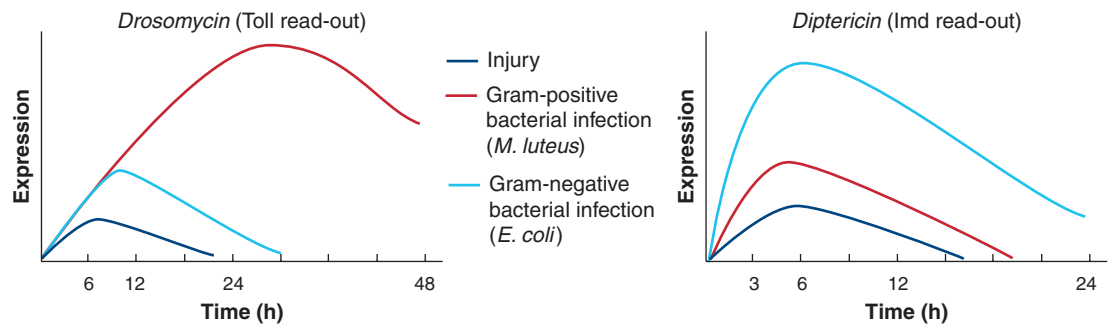 Drosomycin (Toll read-out)
Expression
6 12 24 48
Time (h)
Injury
Gram-positive
bacterial infection
(M. luteus)
Gram-negative
bacterial infection
(E. coli)
Diptericin (Imd read-out)
Expression
3 6 12 24
Time (h)